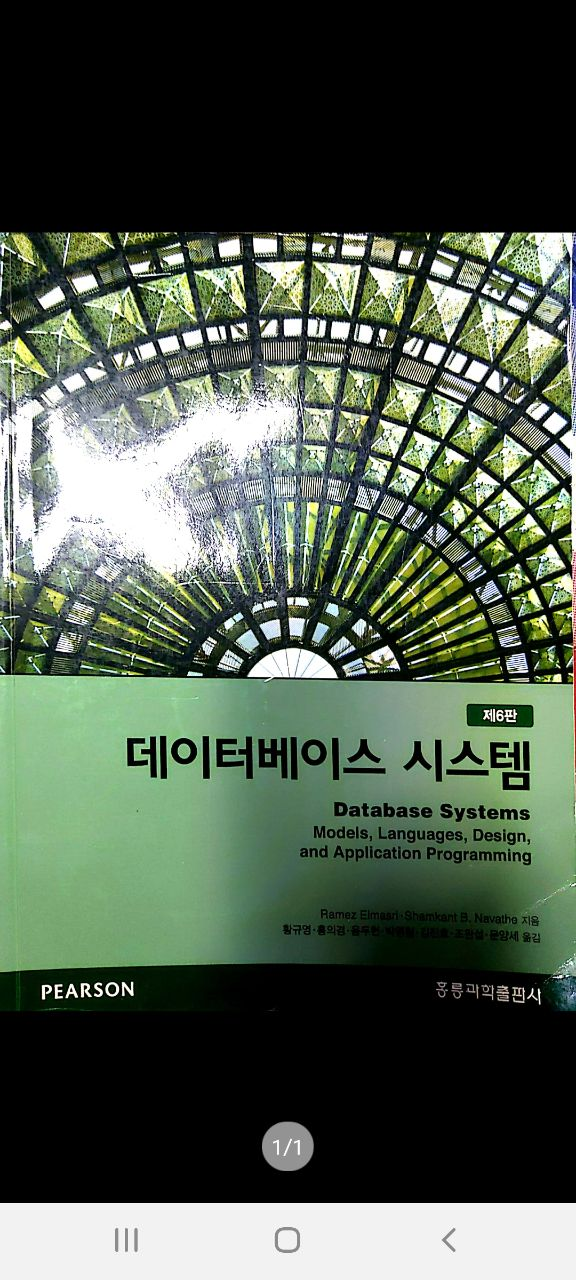 제6판
데이터베이스 시스템
Database Systems
Models, Languages, Design,
and Application Programming
Ramez Elmasri·Shamkant B. Navathe 지음
황규영·홍의경·음두헌·박영철·김진호·조완섭·문양세 옮김
PEARSON
홍릉과학출판사
1/1